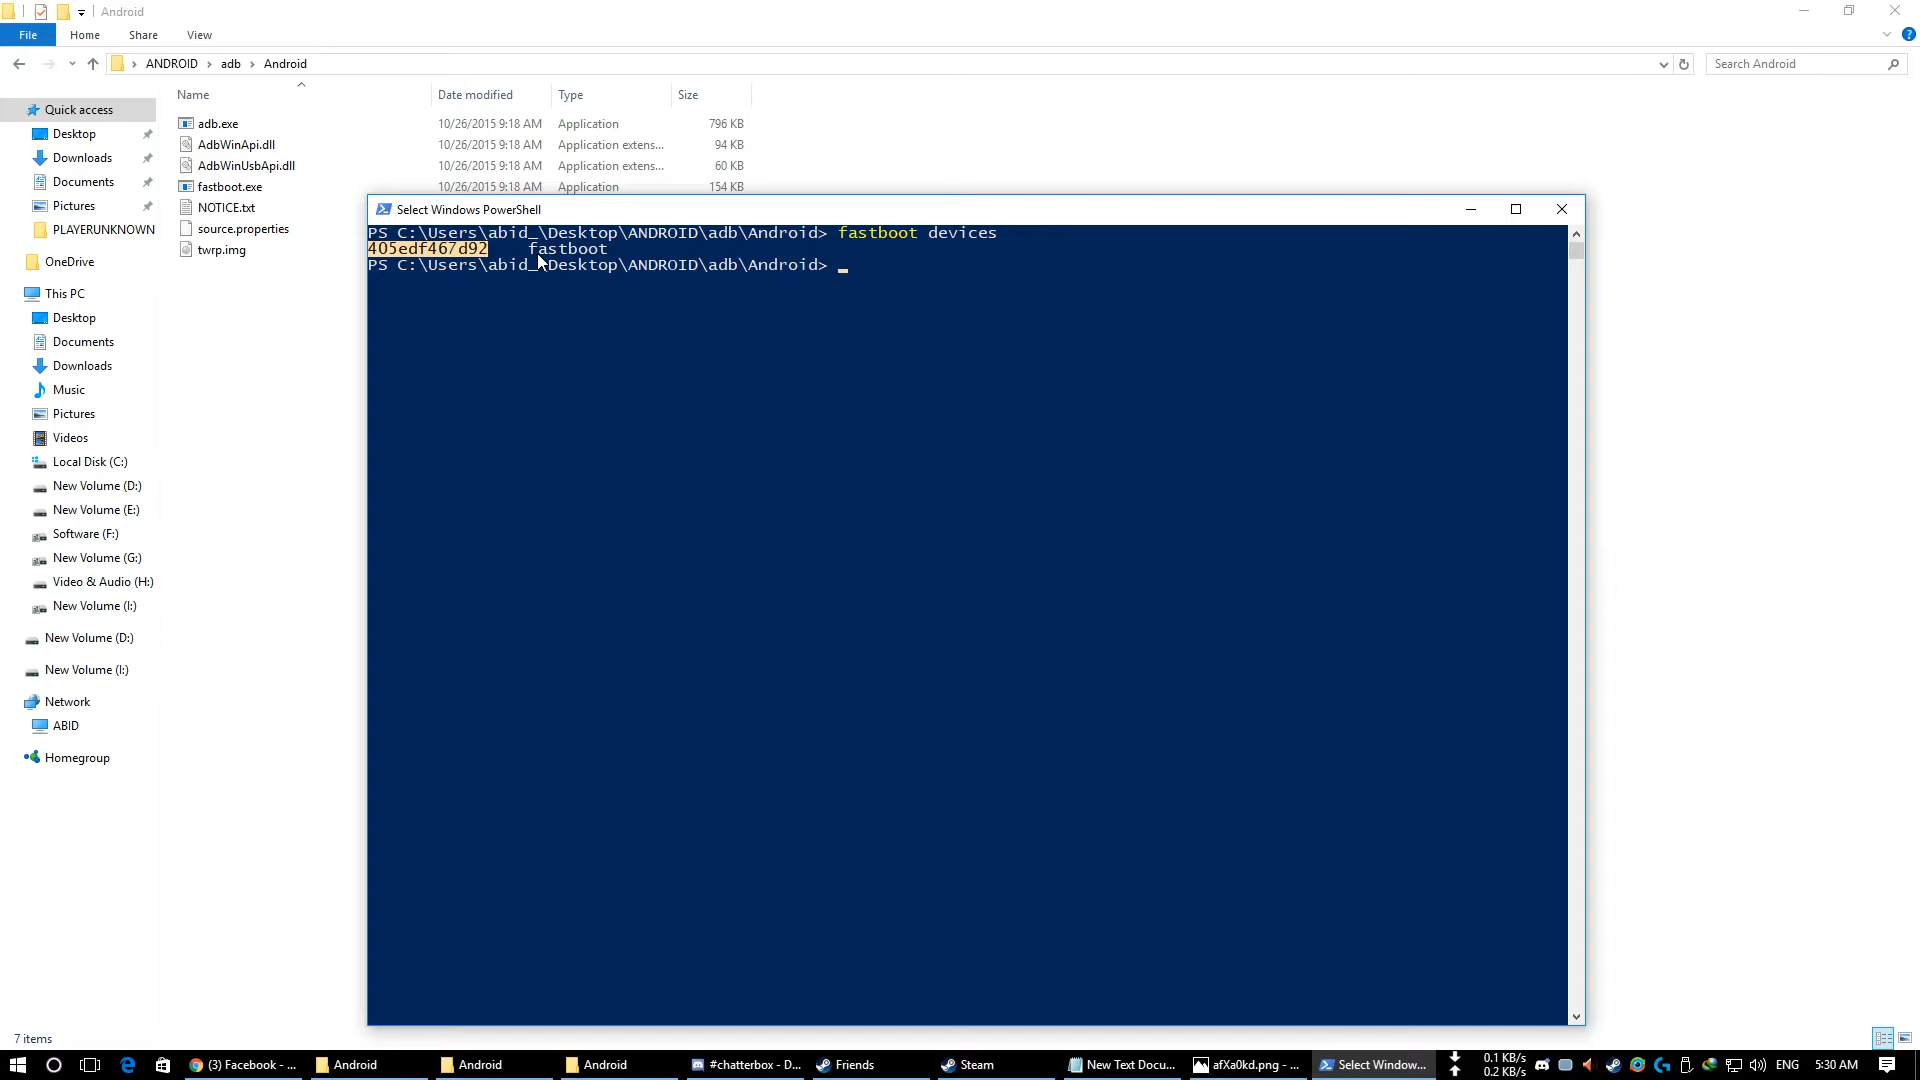 Android
File
Home
Share
View
ANDROID
adb
Android
Search Android
Name
Date modified
Type
Size
adb.exe 10/26/2015 9:18 AM Application 796 KB
AdbWinApi.dll 10/26/2015 9:18 AM Application extens... 94 KB
AdbWinUsbApi.dll 10/26/2015 9:18 AM Application extens... 60 KB
fastboot.exe 10/26/2015 9:18 AM Application 154 KB
NOTICE.txt
source.properties
twrp.img
Quick access
Desktop
Downloads
Documents
Pictures
PLAYERUNKNOWN
OneDrive
This PC
Desktop
Documents
Downloads
Music
Pictures
Videos
Local Disk (C:)
New Volume (D:)
New Volume (E:)
Software (F:)
New Volume (G:)
Video & Audio (H:)
New Volume (I:)
New Volume (D:)
New Volume (I:)
Network
ABID
Homegroup
Select Windows PowerShell
PS C:\Users\abid_\Desktop\ANDROID\adb\Android> fastboot devices
405edf467d92 fastboot
PS C:\Users\abid_\Desktop\ANDROID\adb\Android>
7 items
(3) Facebook - ...
Android
Android
Android
#chatterbox - D...
Friends
Steam
New Text Docu...
afXa0kd.png - ...
Select Window...
0.1 KB/s
0.2 KB/s
ENG
5:30 AM